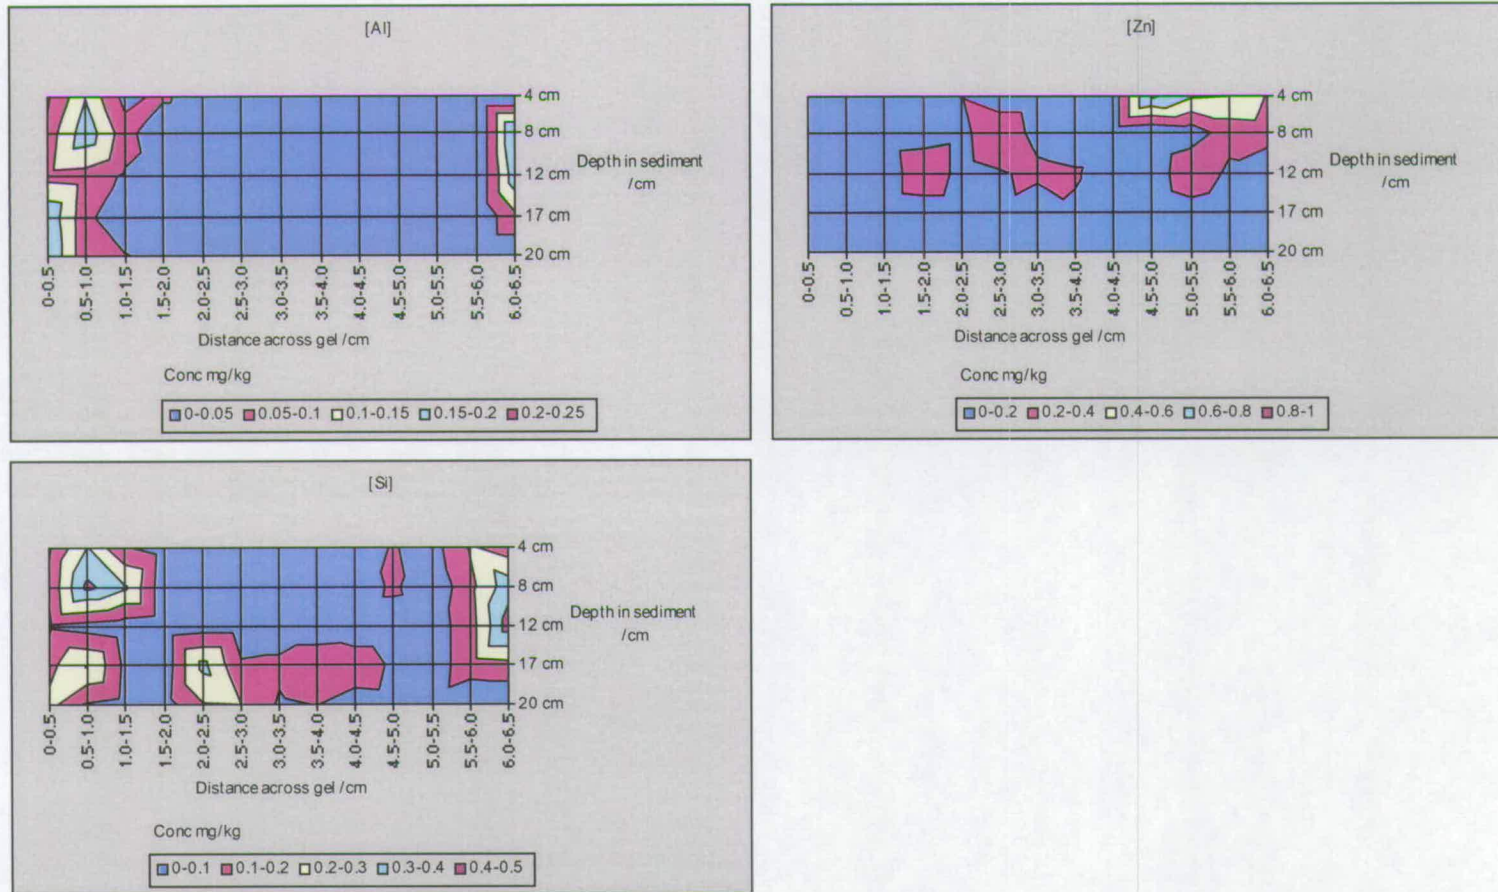 [Al]
4 cm
8 cm
12 cm
17 cm
20 cm
Depth in sediment
/cm
0-0.5
0.5-1.0
1.0-1.5
1.5-2.0
2.0-2.5
2.5-3.0
3.0-3.5
3.5-4.0
4.0-4.5
4.5-5.0
5.0-5.5
5.5-6.0
6.0-6.5
Distance across gel /cm
Conc mg/kg
0-0.05 0.05-0.1 0.1-0.15 0.15-0.2 0.2-0.25
[Zn]
4 cm
8 cm
12 cm
17 cm
20 cm
Depth in sediment
/cm
0-0.5
0.5-1.0
1.0-1.5
1.5-2.0
2.0-2.5
2.5-3.0
3.0-3.5
3.5-4.0
4.0-4.5
4.5-5.0
5.0-5.5
5.5-6.0
6.0-6.5
Distance across gel /cm
Conc mg/kg
0-0.2 0.2-0.4 0.4-0.6 0.6-0.8 0.8-1
[Si]
4 cm
8 cm
12 cm
17 cm
20 cm
Depth in sediment
/cm
0-0.5
0.5-1.0
1.0-1.5
1.5-2.0
2.0-2.5
2.5-3.0
3.0-3.5
3.5-4.0
4.0-4.5
4.5-5.0
5.0-5.5
5.5-6.0
6.0-6.5
Distance across gel /cm
Conc mg/kg
0-0.1 0.1-0.2 0.2-0.3 0.3-0.4 0.4-0.5